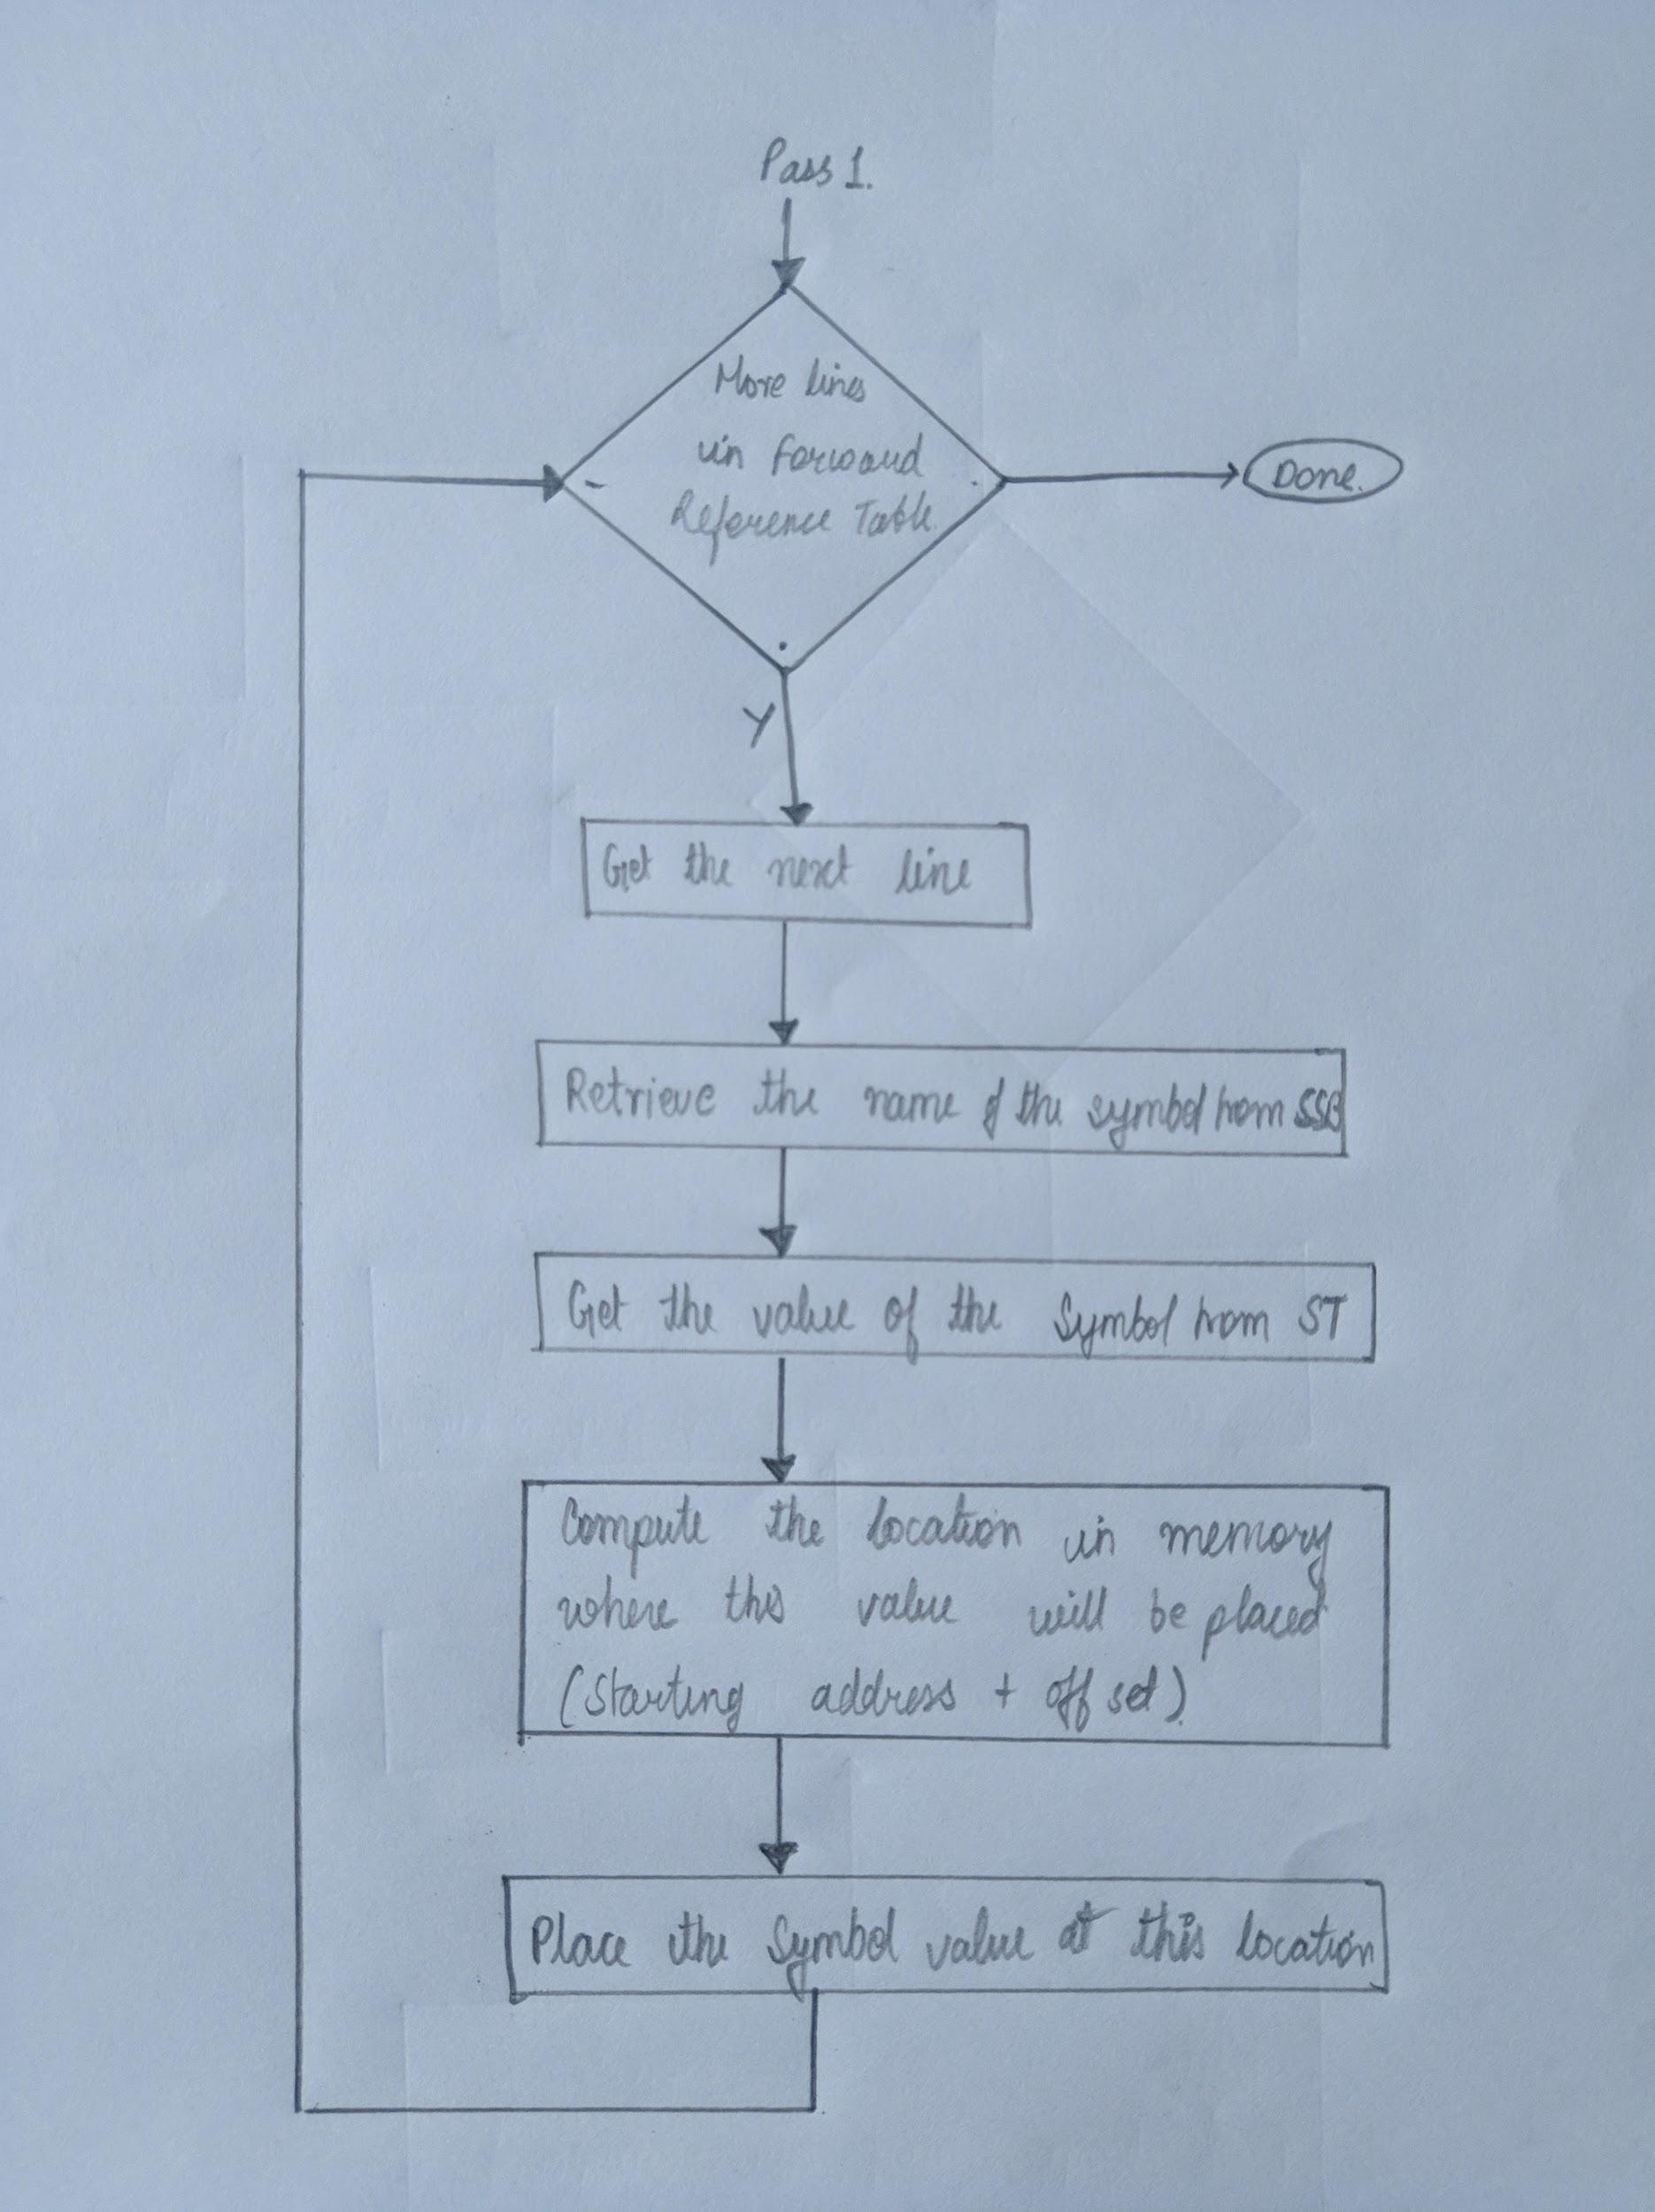 Pass 1.
More lines
in Forward
Reference Table
Done.
Y
Get the next line
Retrieve the name of the symbol from SSB
Get the value of the Symbol from ST
Compute the location in memory
where this value will be placed
(Starting address + off set).
Place the Symbol value at this location